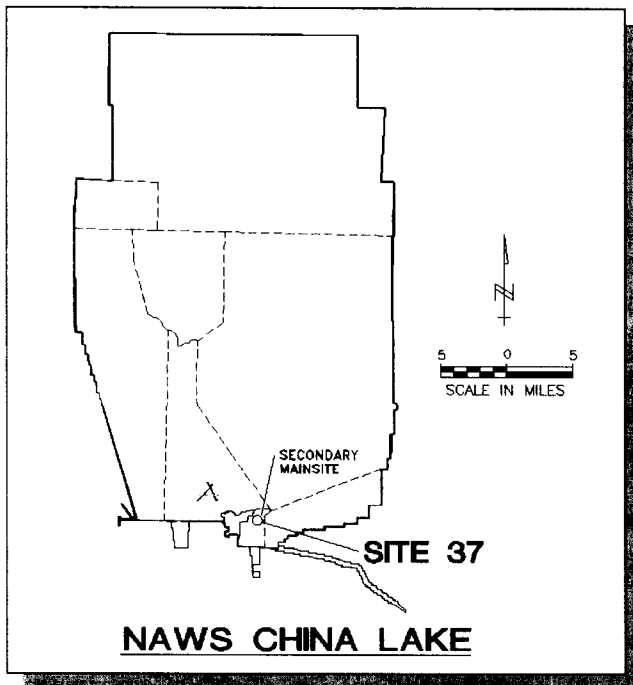 N
5 0 5
SCALE IN MILES
SECONDARY
MAINSITE
SITE 37
NAWS CHINA LAKE